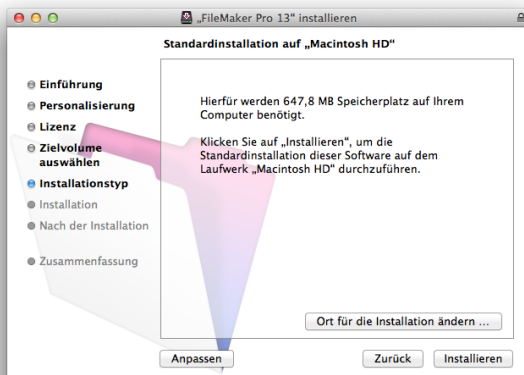 „FileMaker Pro 13“ installieren
Standardinstallation auf „Macintosh HD“
Einführung
Personalisierung
Lizenz
Zielvolume
auswählen
Installationstyp
Installation
Nach der Installation
Zusammenfassung
Hierfür werden 647,8 MB Speicherplatz auf Ihrem
Computer benötigt.
Klicken Sie auf „Installieren“, um die
Standardinstallation dieser Software auf dem
Laufwerk „Macintosh HD“ durchzuführen.
Ort für die Installation ändern ...
Anpassen
Zurück
Installieren